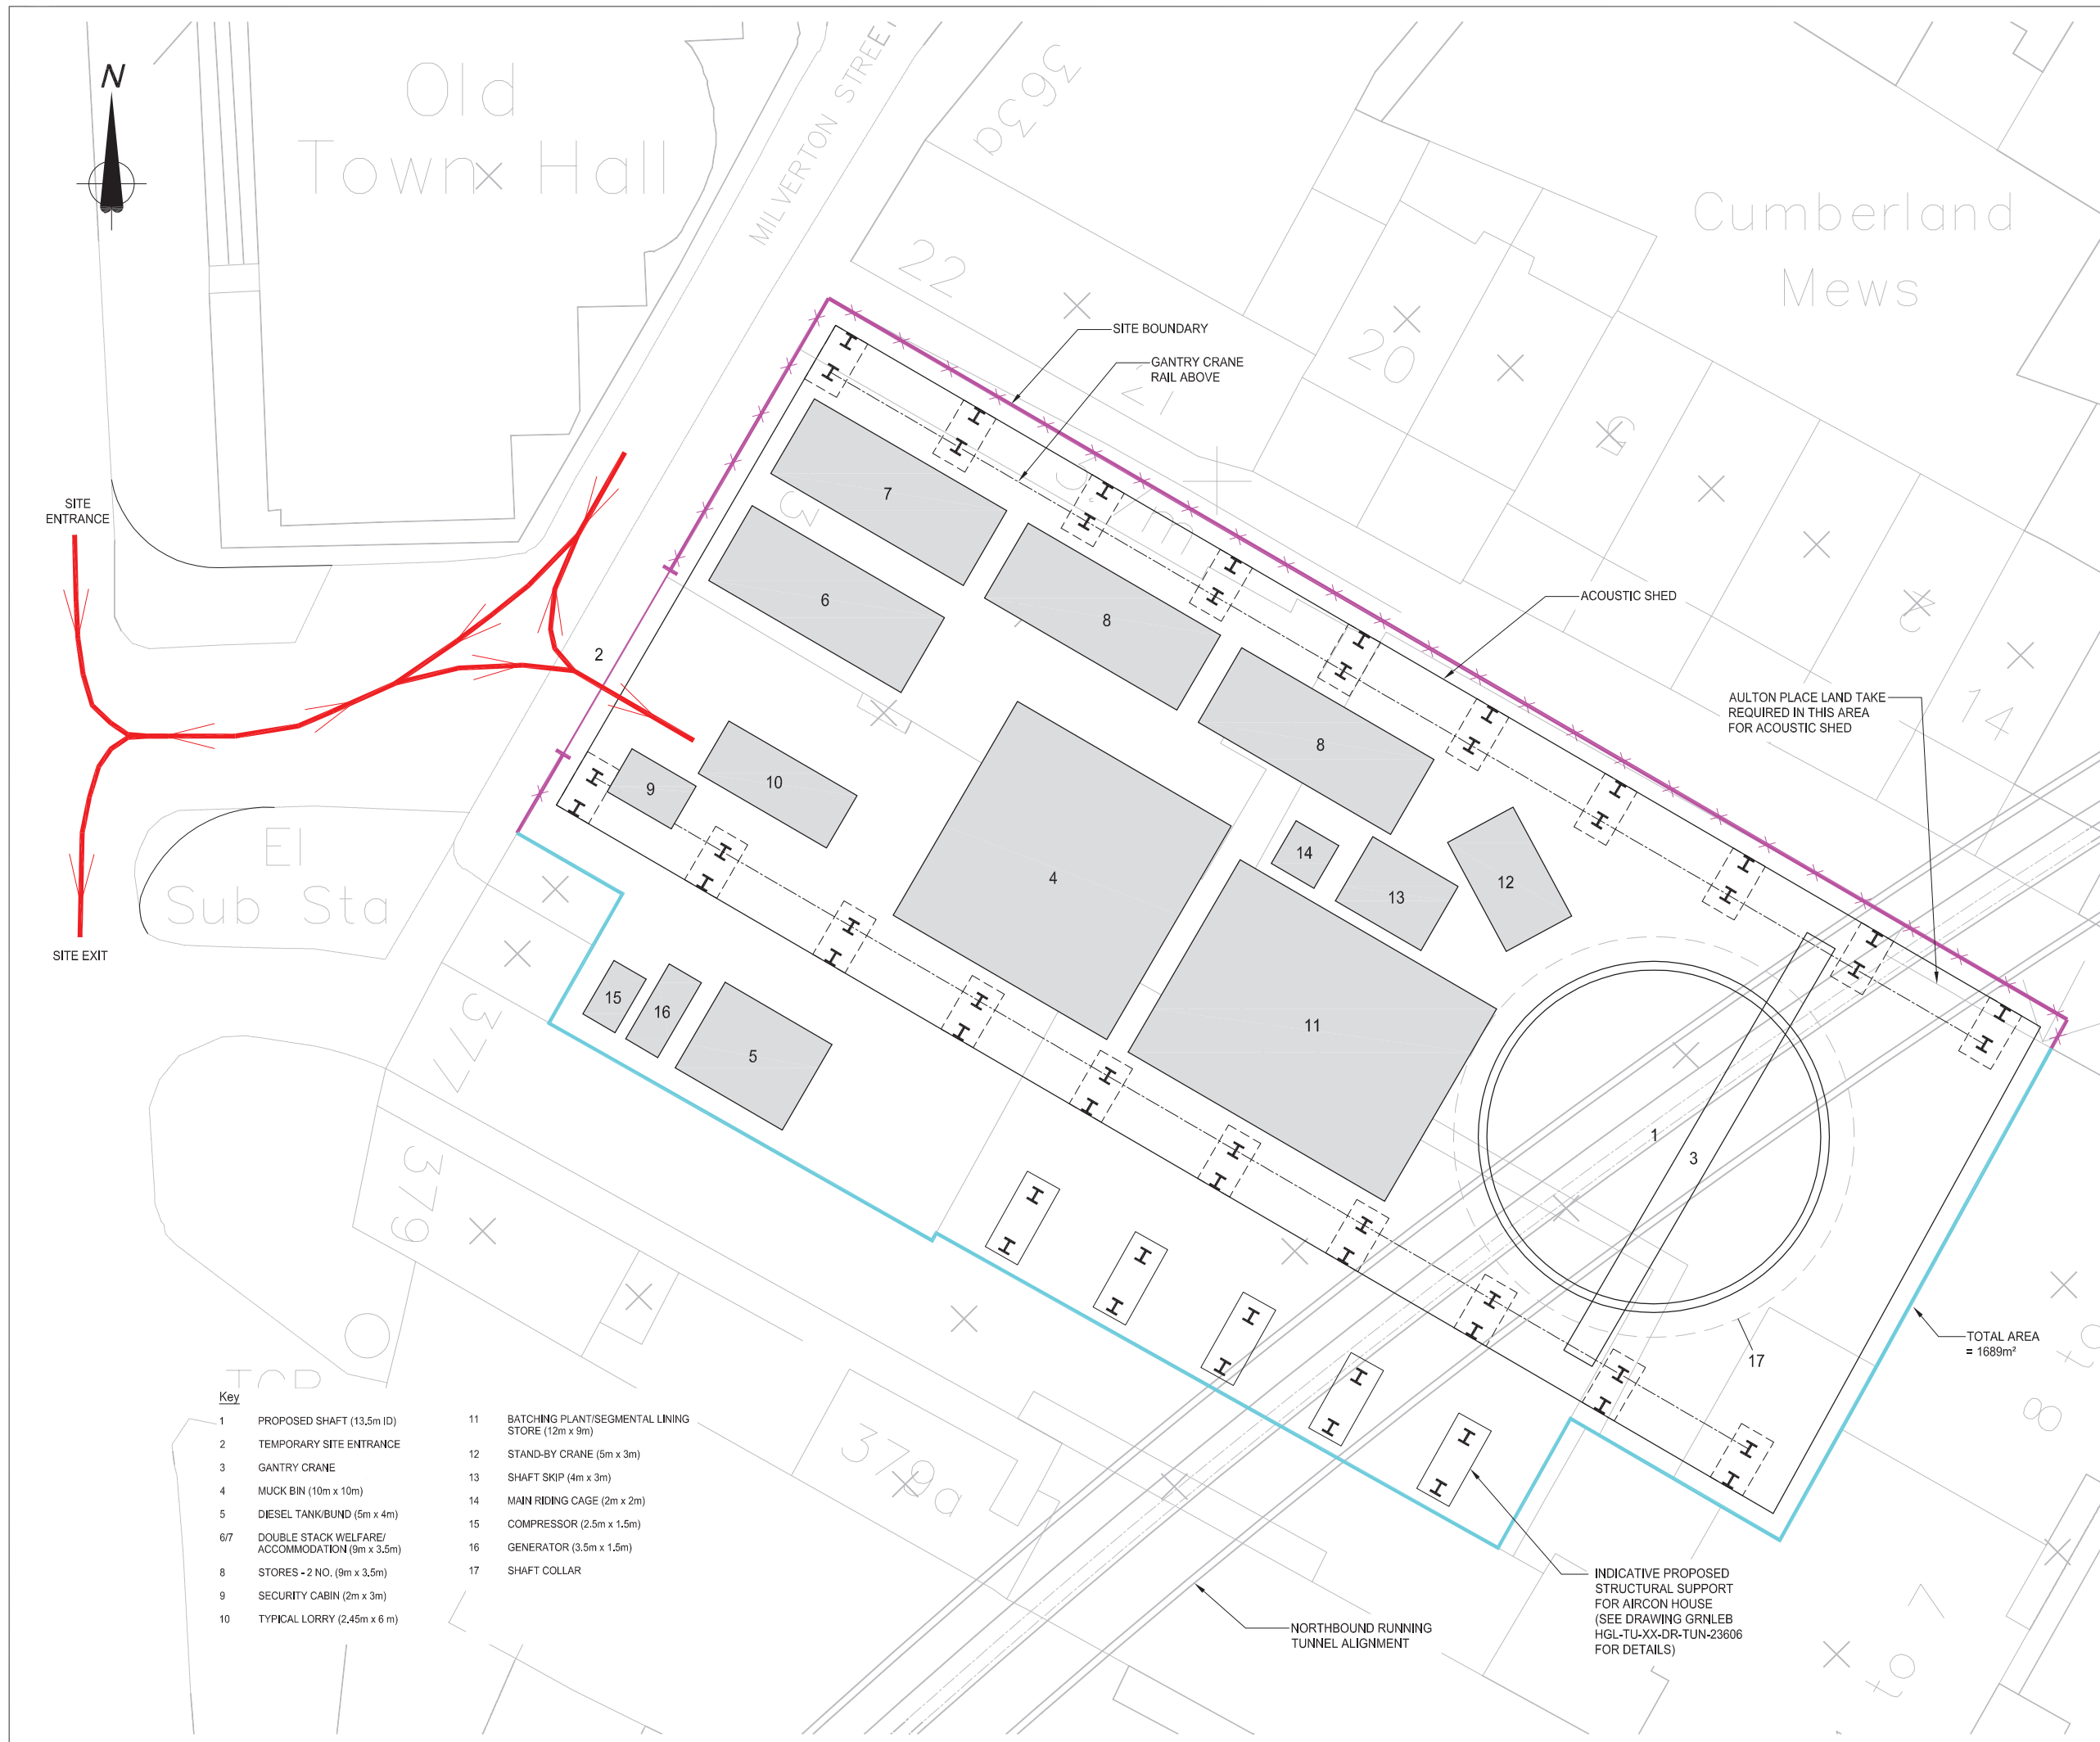 N
Old
Town Hall
MILVERTON STREET
363a
Cumberland
Mews
22
21
20
SITE BOUNDARY
GANTRY CRANE
RAIL ABOVE
SITE
ENTRANCE
7
6
8
ACOUSTIC SHED
2
8
AULTON PLACE LAND TAKE
REQUIRED IN THIS AREA
FOR ACOUSTIC SHED
14
9
10
14
12
4
13
El
Sub Sta
SITE EXIT
15
16
5
11
377
1
3
379
TOTAL AREA
= 1689m²
17
8
TCP
379a
Key
1 PROPOSED SHAFT (13.5m ID)
2 TEMPORARY SITE ENTRANCE
3 GANTRY CRANE
4 MUCK BIN (10m x 10m)
5 DIESEL TANK/BUND (5m x 4m)
6/7 DOUBLE STACK WELFARE/
ACCOMMODATION (9m x 3.5m)
8 STORES - 2 NO. (9m x 3.5m)
9 SECURITY CABIN (2m x 3m)
10 TYPICAL LORRY (2.45m x 6 m)
11 BATCHING PLANT/SEGMENTAL LINING
STORE (12m x 9m)
12 STAND-BY CRANE (5m x 3m)
13 SHAFT SKIP (4m x 3m)
14 MAIN RIDING CAGE (2m x 2m)
15 COMPRESSOR (2.5m x 1.5m)
16 GENERATOR (3.5m x 1.5m)
17 SHAFT COLLAR
NORTHBOUND RUNNING
TUNNEL ALIGNMENT
INDICATIVE PROPOSED
STRUCTURAL SUPPORT
FOR AIRCON HOUSE
(SEE DRAWING GRNLEB
HGL-TU-XX-DR-TUN-23606
FOR DETAILS)